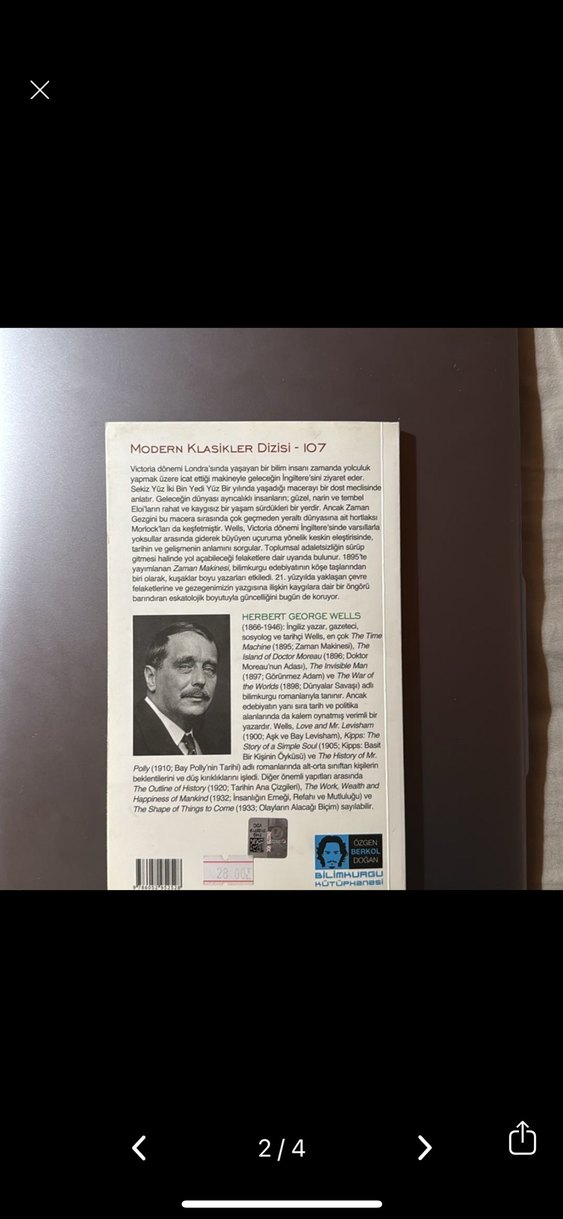 MODERN KLASİKLER DİZİSİ - 107
Victoria dönemi Londra'sında yaşayan bir bilim insanı zamanda yolculuk
yapmak üzere icat ettiği makineyle geleceğin İngiltere'sini ziyaret eder.
Sekiz Yüz İki Bin Yedi Yüz Bir yılında yaşadığı macerayı bir dost meclisinde
anlatır. Geleceğin dünyası ayrıcalıklı insanların; güzel, narin ve tembel
Eloi'ların rahat ve kaygısız bir yaşam sürdükleri bir yerdir. Ancak Zaman
Gezgini bu macera sırasında çok geçmeden yeraltı dünyasına ait hortlaksı
Morlock'ları da keşfetmiştir. Wells, Victoria dönemi İngiltere'sinde varsıllarla
yoksullar arasında giderek büyüyen uçuruma yönelik keskin eleştirisinde,
tarihin ve gelişmenin anlamını sorgular. Toplumsal adaletsizliğin sürüp
gitmesi halinde yol açabileceği felaketlere dair uyarıda bulunur. 1895'te
yayımlanan Zaman Makinesi, bilimkurgu edebiyatının köşe taşlarından
biri olarak, kuşaklar boyu yazarları etkiledi. 21. yüzyılda yaklaşan çevre
felaketlerine ve gezegenimizin yazgısına ilişkin kaygılara dair bir öngörü
barındıran eskatolojik boyutuyla güncelliğini bugün de koruyor.
HERBERT GEORGE WELLS
(1866-1946): İngiliz yazar, gazeteci,
sosyolog ve tarihçi Wells, en çok The Time
Machine (1895; Zaman Makinesi), The
Island of Doctor Moreau (1896; Doktor
Moreau'nun Adası), The Invisible Man
(1897; Görünmez Adam) ve The War of
the Worlds (1898; Dünyalar Savaşı) adlı
bilimkurgu romanlarıyla tanınır. Ancak
edebiyatın yanı sıra tarih ve politika
alanlarında da kalem oynatmış verimli bir
yazardır. Wells, Love and Mr. Levisham
(1900; Aşk ve Bay Levisham), Kipps: The
Story of a Simple Soul (1905; Kipps: Basit
Bir Kişinin Öyküsü) ve The History of Mr.
Polly (1910; Bay Polly'nin Tarihi) adlı romanlarında alt-orta sınıftan kişilerin
beklentilerini ve düş kırıklıklarını işledi. Diğer önemli yapıtları arasında
The Outline of History (1920; Tarihin Ana Çizgileri), The Work, Wealth and
Happiness of Mankind (1932; İnsanlığın Emeği, Refahı ve Mutluluğu) ve
The Shape of Things to Come (1933; Olayların Alacağı Biçim) sayılabilir.
ÖZGEN
BERKOL
DOĞAN
BİLİMKURGU
KÜTÜPHANESİ
28.00
2 / 4